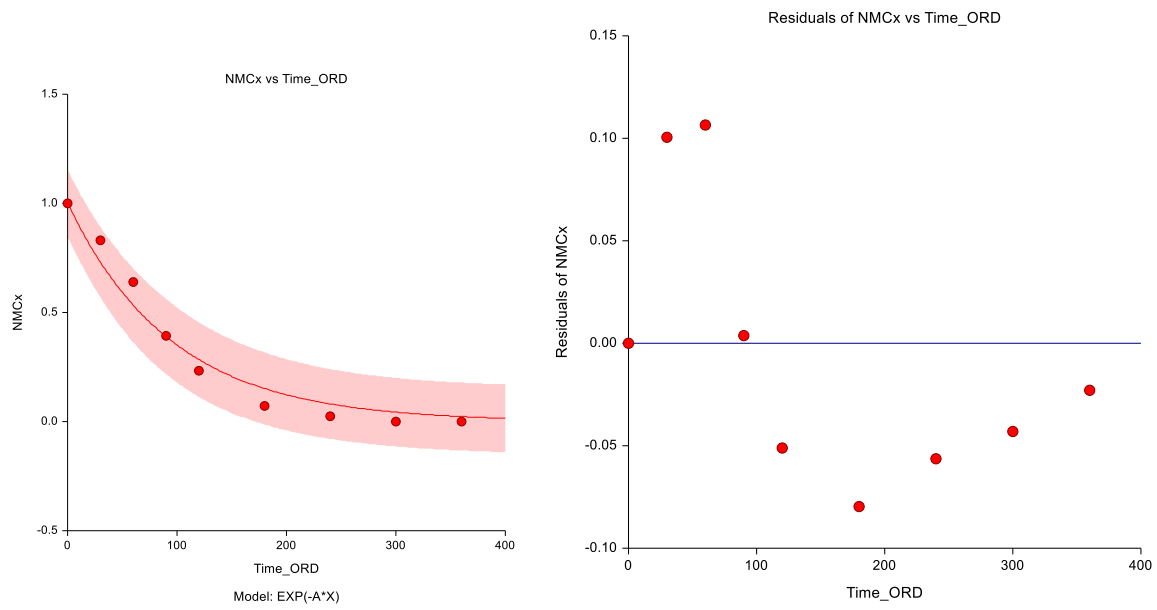 NMCx vs Time_ORD
1.5
1.0
0.5
0.0
-0.5
NMCx
0 100 200 300 400
Time_ORD
Model: EXP(-A*X)
Residuals of NMCx vs Time_ORD
0.15
0.10
0.05
0.00
-0.05
-0.10
Residuals of NMCx
0 100 200 300 400
Time_ORD